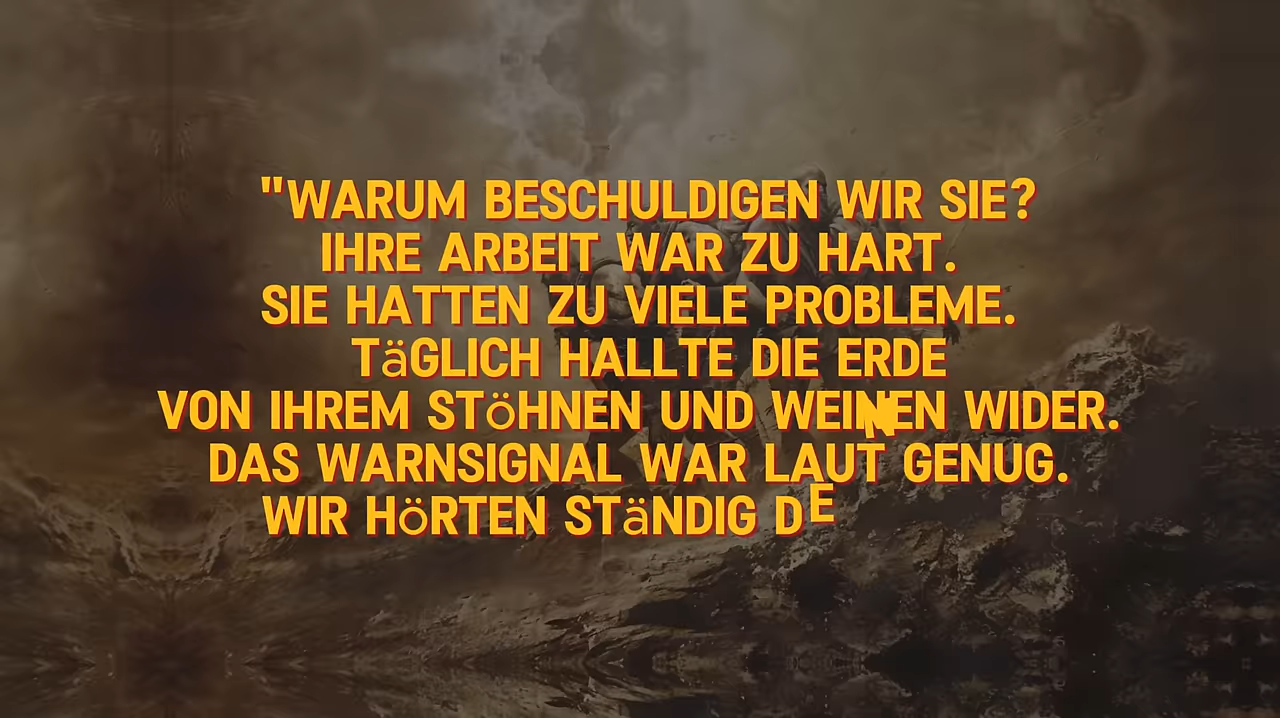 "WARUM BESCHULDIGEN WIR SIE?
IHRE ARBEIT WAR ZU HART.
SIE HATTEN ZU VIELE PROBLEME.
TäGLICH HALLTE DIE ERDE
VON IHREM STöHNEN UND WEINEN WIDER.
DAS WARNSIGNAL WAR LAUT GENUG.
WIR HöRTEN STäNDIG DE